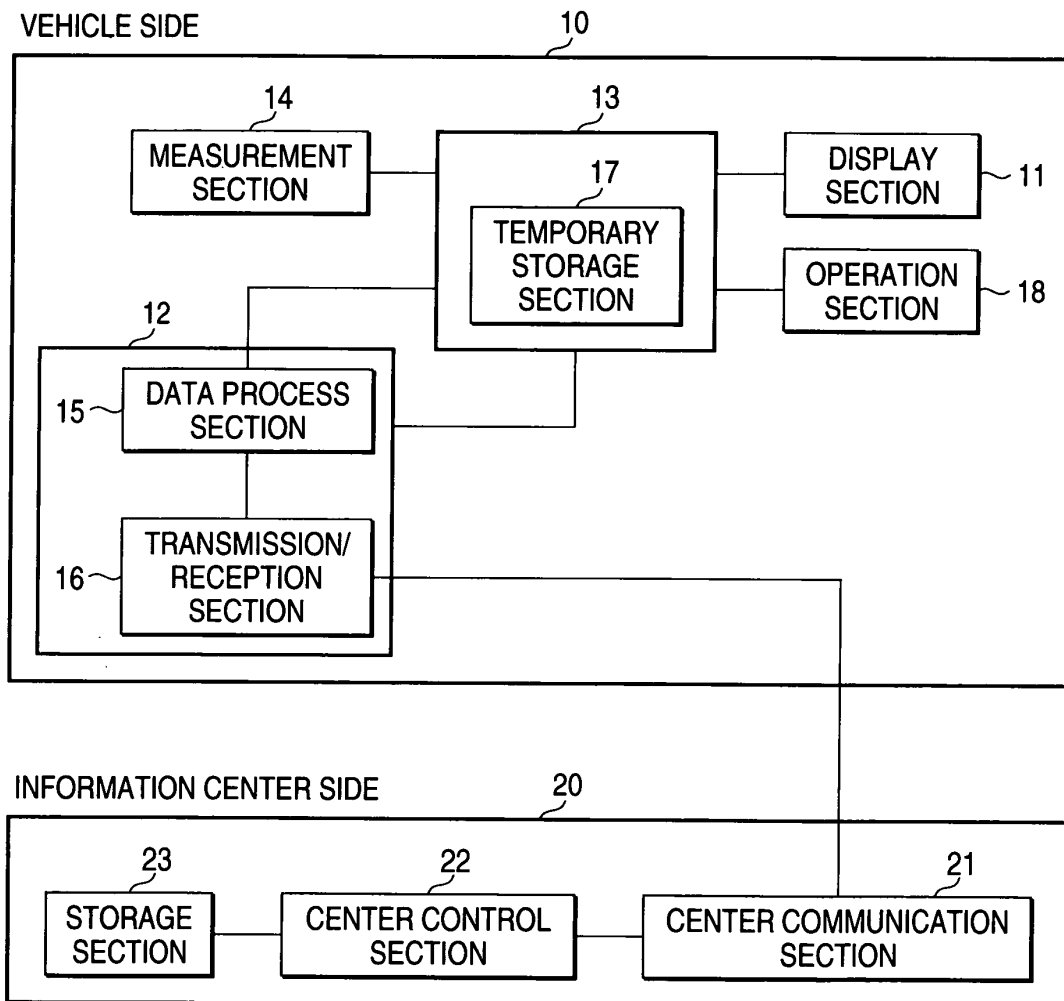 VEHICLE SIDE
10
14
13
MEASUREMENT
SECTION
17
TEMPORARY
STORAGE
SECTION
DISPLAY
SECTION
11
OPERATION
SECTION
18
12
15
DATA PROCESS
SECTION
16
TRANSMISSION/
RECEPTION
SECTION
INFORMATION CENTER SIDE
20
23
22
21
STORAGE
SECTION
CENTER CONTROL
SECTION
CENTER COMMUNICATION
SECTION